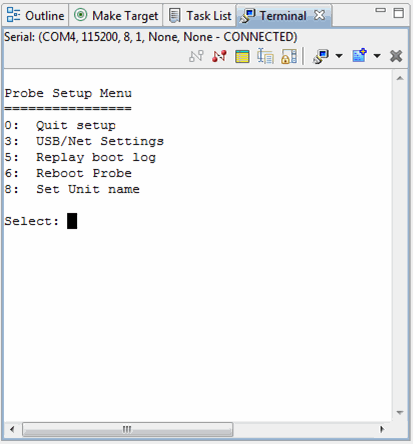 Outline Make Target Task List Terminal
Serial: (COM4, 115200, 8, 1, None, None - CONNECTED)
Probe Setup Menu
================
0: Quit setup
3: USB/Net Settings
5: Replay boot log
6: Reboot Probe
8: Set Unit name
Select: